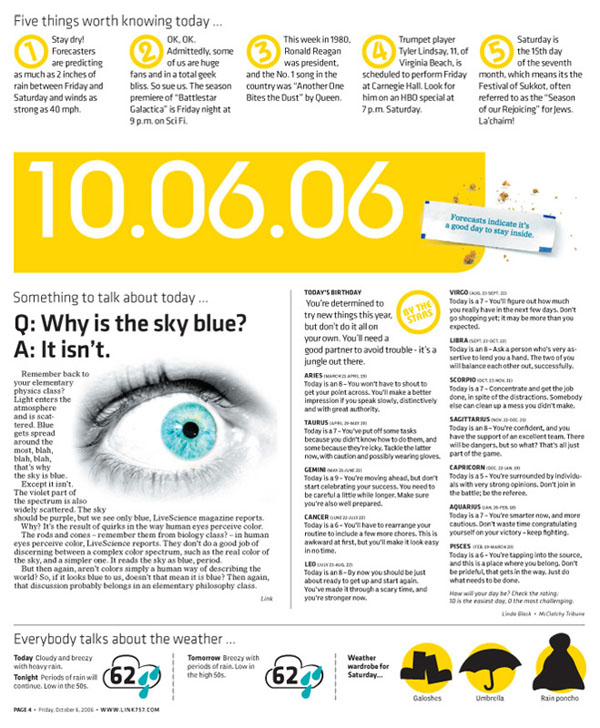 Five things worth knowing today ...
1
Stay dry!
Forecasters
are predicting
as much as 2 inches of
rain between Friday and
Saturday and winds as
strong as 40 mph.
2
OK, OK.
Admittedly, some
of us are huge
fans and in a total geek
bliss. So sue us. The season
premiere of “Battlestar
Galactica” is Friday night at
9 p.m. on Sci Fi.
3
This week in 1980,
Ronald Reagan
was president,
and the No. 1 song in the
country was “Another One
Bites the Dust” by Queen.
4
Trumpet player
Tyler Lindsay, 11, of
Virginia Beach, is
scheduled to perform Friday
at Carnegie Hall. Look for
him on an HBO special at
7 p.m. Saturday.
5
Saturday is
the 15th day
of the seventh
month, which means its the
Festival of Sukkot, often
referred to as the “Season
of our Rejoicing” for Jews.
La'chaim!
10.06.06
Forecasts indicate it's
a good day to stay inside.
Something to talk about today ...
Q: Why is the sky blue?
A: It isn't.
Remember back to
your elementary
physics class?
Light enters the
atmosphere
and is scat-
tered. Blue
gets spread
around the
most, blah,
blah, blah,
that's why
the sky is blue.
Except it isn't.
The violet part of
the spectrum is also
widely scattered. The sky
should be purple, but we see only blue, LiveScience magazine reports.
Why? It's the result of quirks in the way human eyes perceive color.
The rods and cones – remember them from biology class? – in human
eyes perceive color, LiveScience reports. They don't do a good job of
discerning between a complex color spectrum, such as the real color of
the sky, and a simpler one. It reads the sky as blue, period.
But then again, aren't colors simply a human way of describing the
world? So, if it looks blue to us, doesn't that mean it is blue? Then again,
that discussion probably belongs in an elementary philosophy class.
Link
TODAY'S BIRTHDAY
You're determined to
try new things this year,
but don't do it all on
your own. You'll need a
good partner to avoid trouble – it's a
jungle out there.
BY THE
STARS
ARIES (MARCH 21-APRIL 19)
Today is an 8 – You won't have to shout to
get your point across. You'll make a better
impression if you speak slowly, distinctively
and with great authority.
TAURUS (APRIL 20-MAY 20)
Today is a 7 – You've put off some tasks
because you didn't know how to do them, and
some because they're icky. Tackle the latter
now, with caution and possibly wearing gloves.
GEMINI (MAY 21-JUNE 21)
Today is a 9 – You're moving ahead, but don't
start celebrating your success. You need to
be careful a little while longer. Make sure
you're also well prepared.
CANCER (JUNE 22-JULY 22)
Today is a 6 – You'll have to rearrange your
routine to include a few more chores. This is
awkward at first, but you'll make it look easy
in no time.
LEO (JULY 23-AUG. 22)
Today is an 8 – By now you should be just
about ready to get up and start again.
You've made it through a scary time, and
you're stronger now.
VIRGO (AUG. 23-SEPT. 22)
Today is a 7 – You'll figure out how much
you really have in the next few days. Don't
go shopping yet; it may be more than you
expected.
LIBRA (SEPT. 23-OCT. 22)
Today is an 8 – Ask a person who's very as-
sertive to lend you a hand. The two of you
will balance each other out, successfully.
SCORPIO (OCT. 23-NOV. 21)
Today is a 7 – Concentrate and get the job
done, in spite of the distractions. Somebody
else can clean up a mess you didn't make.
SAGITTARIUS (NOV. 22-DEC. 21)
Today is an 8 – You're confident, and you
have the support of an excellent team. There
will be dangers, but so what? That's all just
part of the game.
CAPRICORN (DEC. 22-JAN. 19)
Today is a 5 – You're surrounded by individu-
als with very strong opinions. Don't join in
the battle; be the referee.
AQUARIUS (JAN. 20-FEB. 18)
Today is a 7 – You're smarter now, and more
cautious. Don't waste time congratulating
yourself on your victory – keep fighting.
PISCES (FEB. 19-MARCH 20)
Today is a 6 – You're tapping into the source,
and this is a place where you belong. Don't
be prideful, that gets in the way. Just do
what needs to be done.
How will your day be? Check the rating:
10 is the easiest day, 0 the most challenging.
Linda Black • McClatchy Tribune
Everybody talks about the weather ...
Today Cloudy and breezy
with heavy rain.
Tonight Periods of rain will
continue. Low in the 50s.
62
Tomorrow Breezy with
periods of rain. Low in
the high 50s.
62
Weather
wardrobe for
Saturday...
Galoshes
Umbrella
Rain poncho
PAGE 4 • Friday, October 6, 2006 • WWW.LINK757.COM